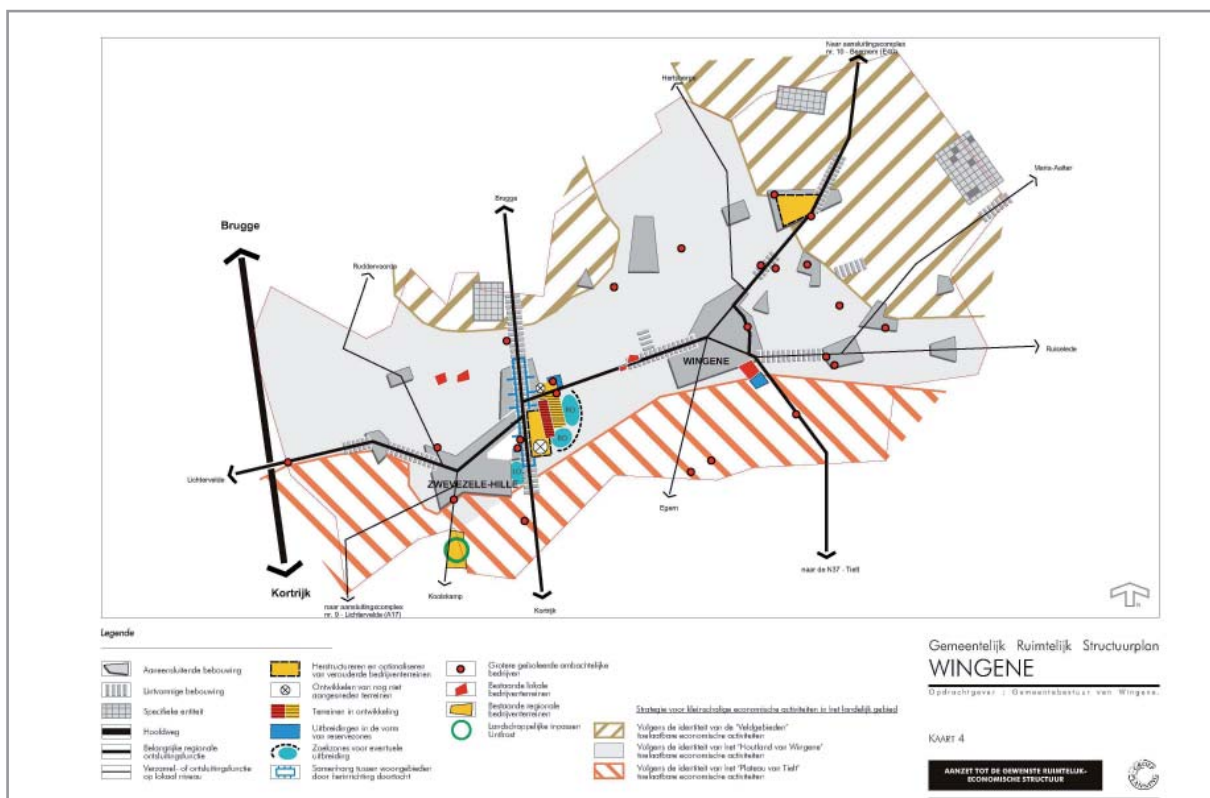 Naar aansluitingscomplex
nr. 10 - Beernem (E40)
Hertsberge
Maria-Aalter
Brugge
Brugge
Ruddervoorde
Ruiselede
WINGENE
Lichtervelde
ZWEVEZELE-HILLE
Egem
Kortrijk
Koolskamp
Kortrijk
naar aansluitingscomplex
nr. 9 - Lichtervelde (A17)
naar de N37 - Tielt
Legende
Aaneensluitende bebouwing
Lintvormige bebouwing
Specifieke entiteit
Hoofdweg
Belangrijke regionale
ontsluitingsfunctie
Verzamel- of ontsluitingsfunctie
op lokaal niveau
Herstructureren en optimaliseren
van verouderde bedrijventerreinen
Ontwikkelen van nog niet
aangesneden terreinen
Terreinen in ontwikkeling
Uitbreidingen in de vorm
van reservezones
Zoekzones voor eventuele
uitbreiding
Samenhang tussen woongebieden
door herinrichting doortocht
Grotere geïsoleerde ambachtelijke
bedrijven
Bestaande lokale
bedrijventerreinen
Bestaande regionale
bedrijventerreinen
Landschappelijke inpassen
Unifrost
Strategie voor kleinschalige economische activiteiten in het landelijk gebied
Volgens de identiteit van de "Veldgebieden"
toelaatbare economische activiteiten
Volgens de identiteit van het "Houtland van Wingene"
toelaatbare economische activiteiten
Volgens de identiteit van het "Plateau van Tielt"
toelaatbare economische activiteiten
Gemeentelijk Ruimtelijk Structuurplan
WINGENE
Opdrachtgever : Gemeentebestuur van Wingene.
KAART 4
AANZET TOT DE GEWENSTE RUIMTELIJK-
ECONOMISCHE STRUCTUUR